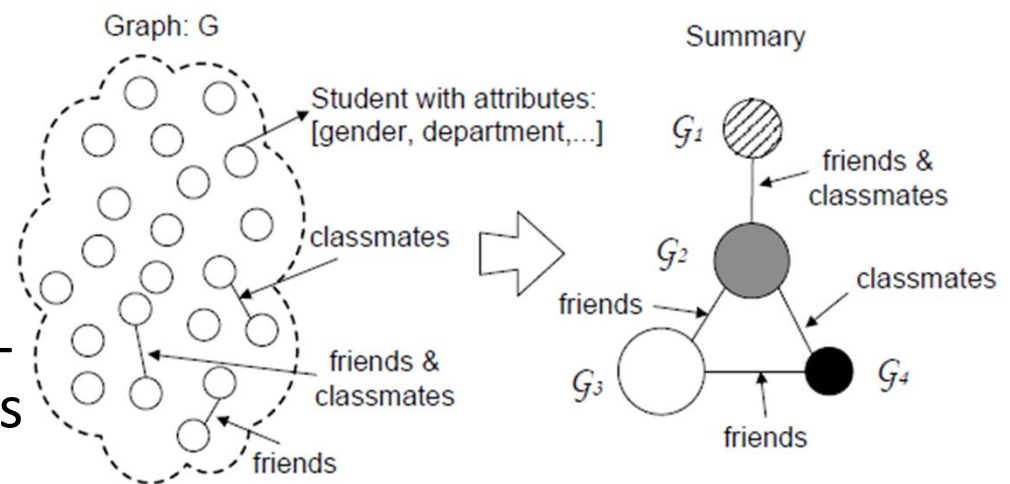 Graph: G
Student with attributes:
[gender, department,...]
classmates
friends &
classmates
friends
s
Summary
G1
friends &
classmates
G2
classmates
friends
G3
G4
friends